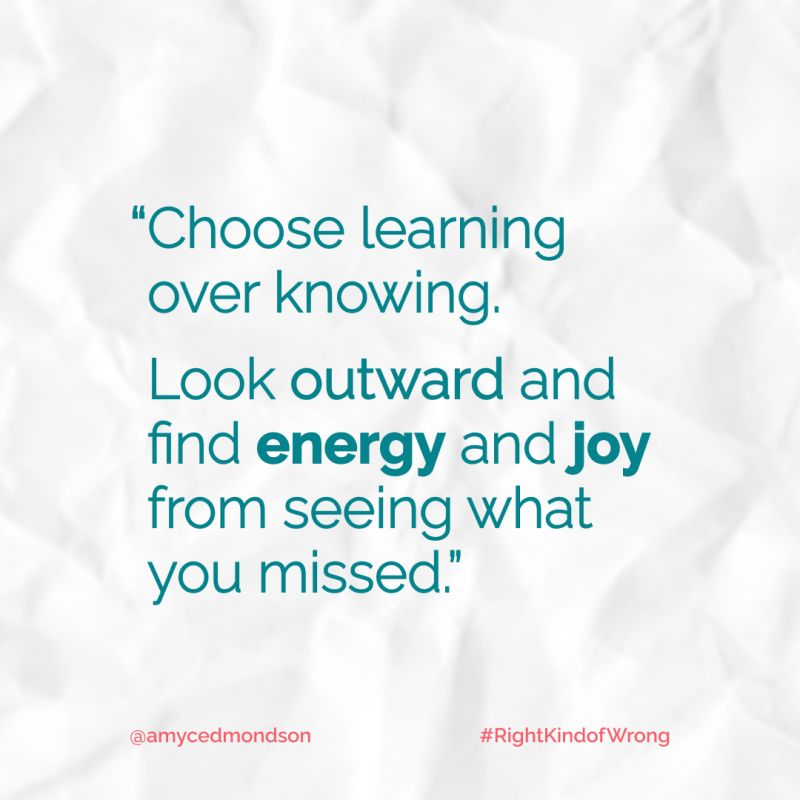 “Choose learning
over knowing.
Look outward and
find energy and joy
from seeing what
you missed.”
@amycedmondson
#RightKindofWrong